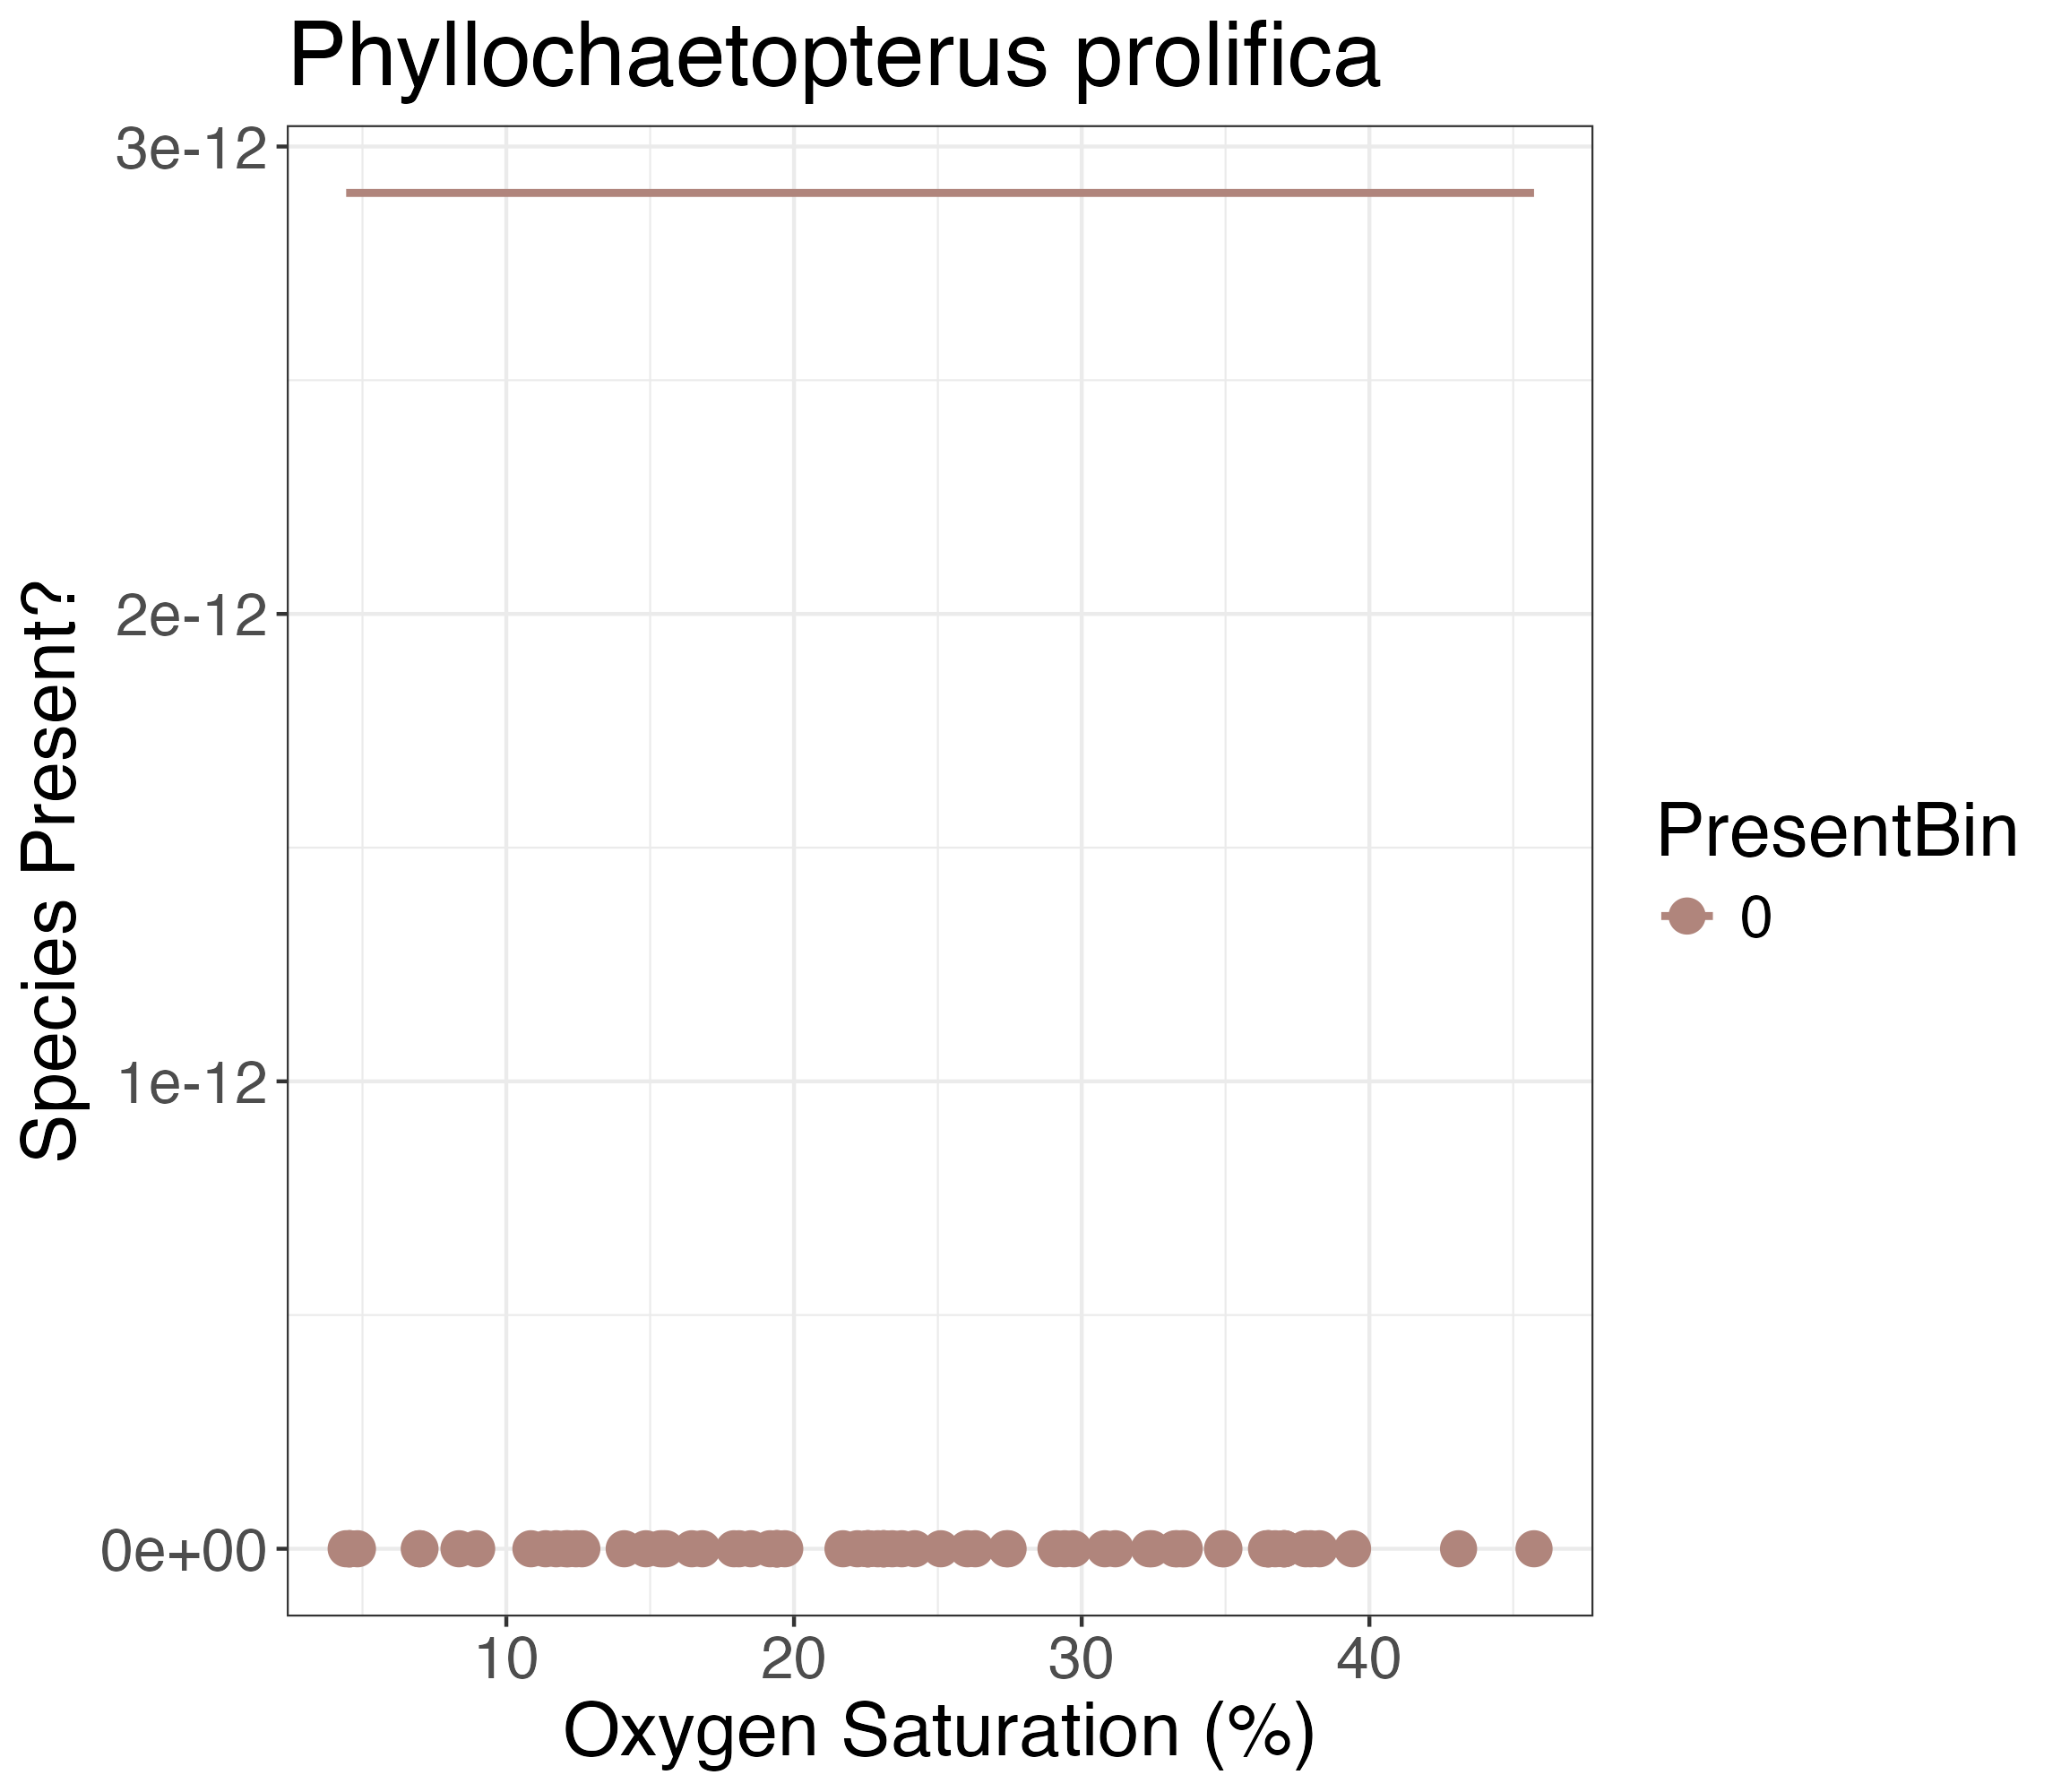 Phyllochaetopterus prolifica
3e-12
2e-12
1e-12
0e+00
Species Present?
10 20 30 40
Oxygen Saturation (%)
PresentBin
0